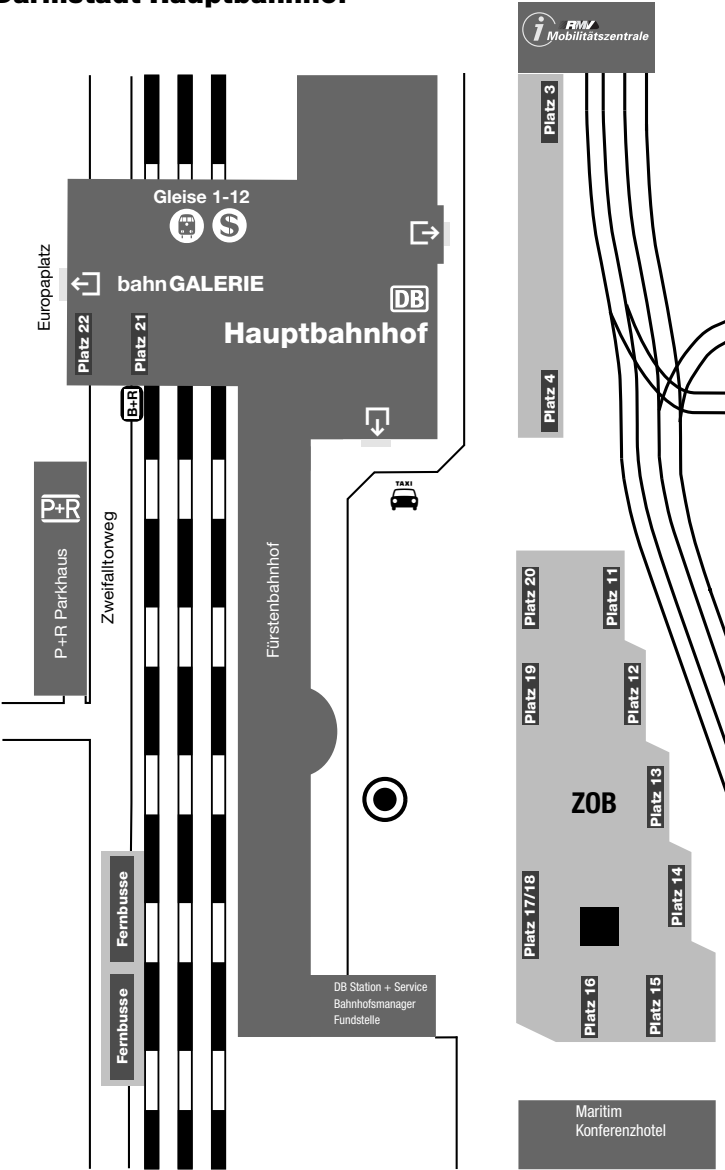 Darmstadt Hauptbahnhof
i RMV
Mobilitätszentrale
Platz 3
Gleise 1-12
S
Europaplatz
bahnGALERIE
DB
Hauptbahnhof
Platz 22
Platz 21
B+R
Platz 4
TAXI
P+R
P+R Parkhaus
Zweifalltorweg
Fürstenbahnhof
Platz 20
Platz 11
Platz 19
Platz 12
ZOB
Platz 13
Fernbusse
Platz 17/18
Platz 14
Fernbusse
DB Station + Service
Bahnhofsmanager
Fundstelle
Platz 16
Platz 15
Maritim
Konferenzhotel